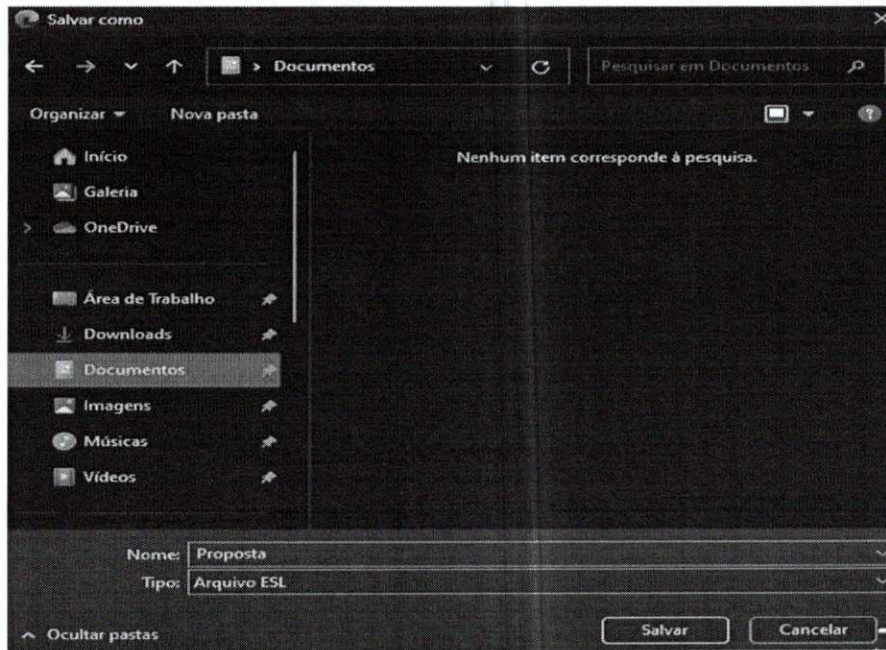 Salvar como
Documentos
Pesquisar em Documentos
Organizar
Nova pasta
Início
Nenhum item corresponde à pesquisa.
Galeria
OneDrive
Área de Trabalho
Downloads
Documentos
Imagens
Músicas
Vídeos
Nome: Proposta
Tipo: Arquivo ESL
Ocultar pastas
Salvar
Cancelar